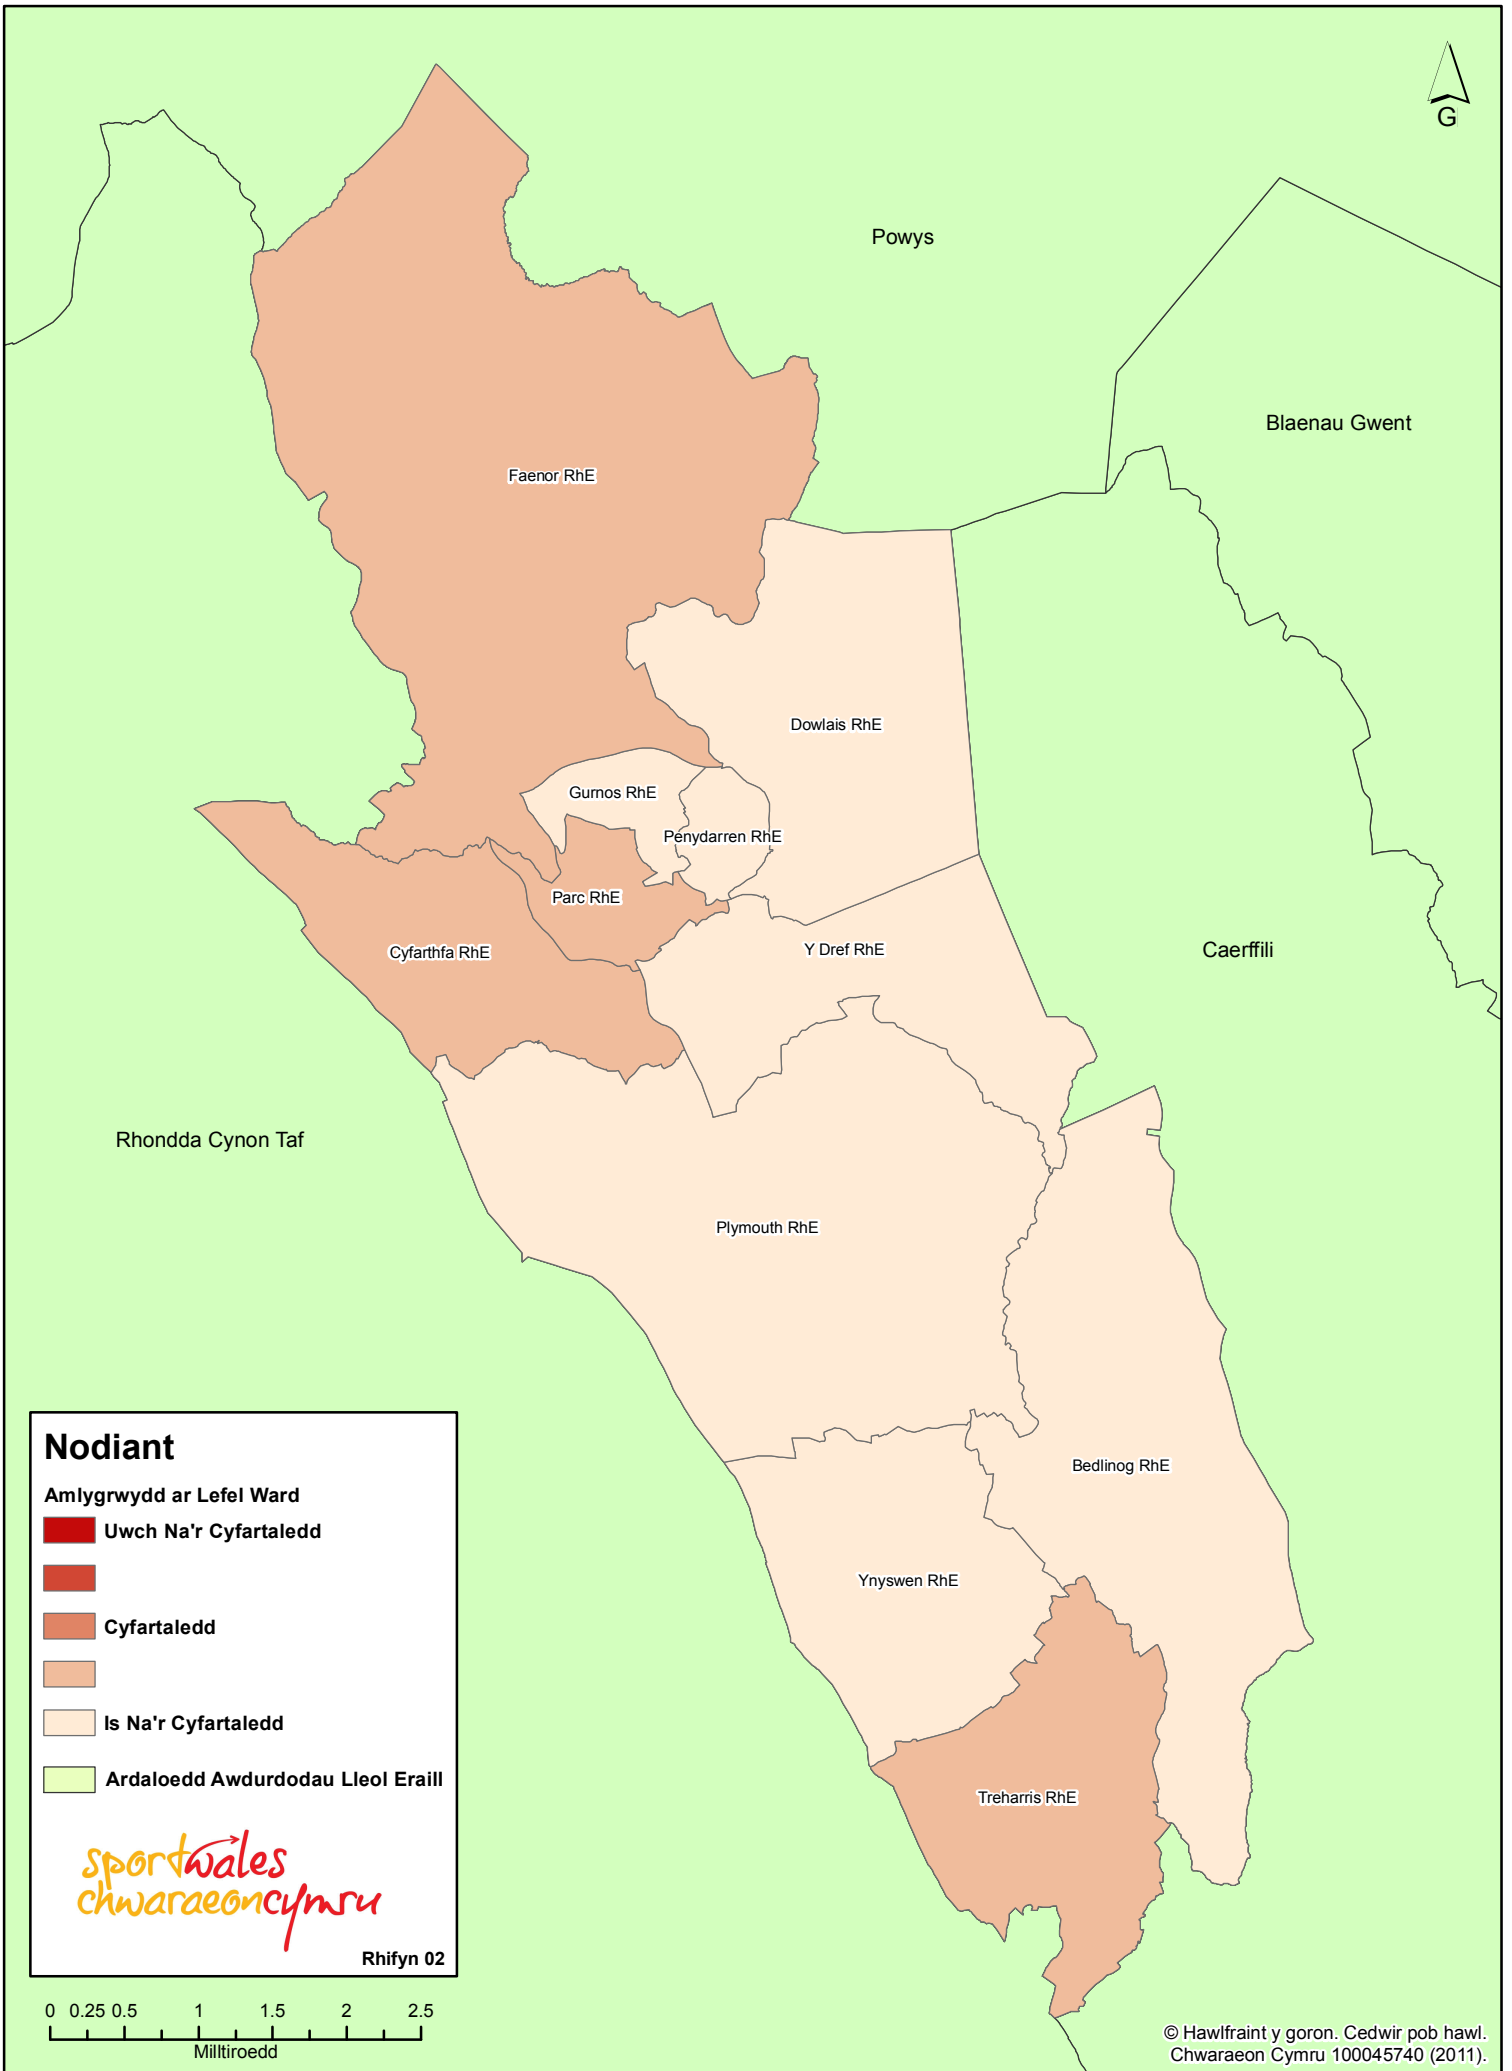 G
Powys
Blaenau Gwent
Faenor RhE
Dowlais RhE
Gurnos RhE
Penydarren RhE
Parc RhE
Cyfarthfa RhE
Y Dref RhE
Caerffili
Rhondda Cynon Taf
Plymouth RhE
Bedlinog RhE
Ynyswen RhE
Treharris RhE
Nodiant
Amlygrwydd ar Lefel Ward
Uwch Na'r Cyfartaledd
Cyfartaledd
Is Na'r Cyfartaledd
Ardaloedd Awdurdodau Lleol Eraill
sportwales
chwaraeoncymru
Rhifyn 02
0 0.25 0.5 1 1.5 2 2.5
Milltiroedd
© Hawlfraint y goron. Cedwir pob hawl.
Chwaraeon Cymru 100045740 (2011).